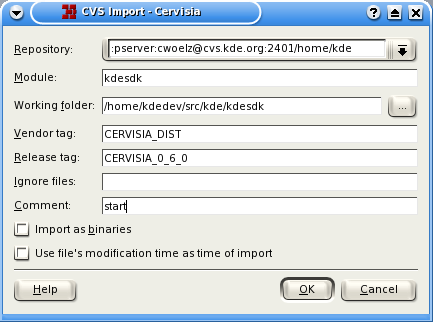 CVS Import - Cervisia
Repository: :pserver:cwoelz@cvs.kde.org:2401/home/kde
Module: kdesdk
Working folder: /home/kdedev/src/kde/kdesdk ...
Vendor tag: CERVISIA_DIST
Release tag: CERVISIA_0_6_0
Ignore files:
Comment: start
Import as binaries
Use file's modification time as time of import
Help OK Cancel